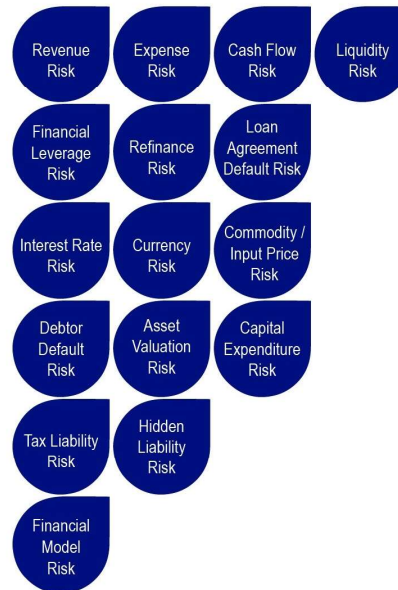 Revenue
Risk
Expense
Risk
Cash Flow
Risk
Liquidity
Risk
Financial
Leverage
Risk
Refinance
Risk
Loan
Agreement
Default Risk
Interest Rate
Risk
Currency
Risk
Commodity /
Input Price
Risk
Debtor
Default
Risk
Asset
Valuation
Risk
Capital
Expenditure
Risk
Tax Liability
Risk
Hidden
Liability
Risk
Financial
Model
Risk